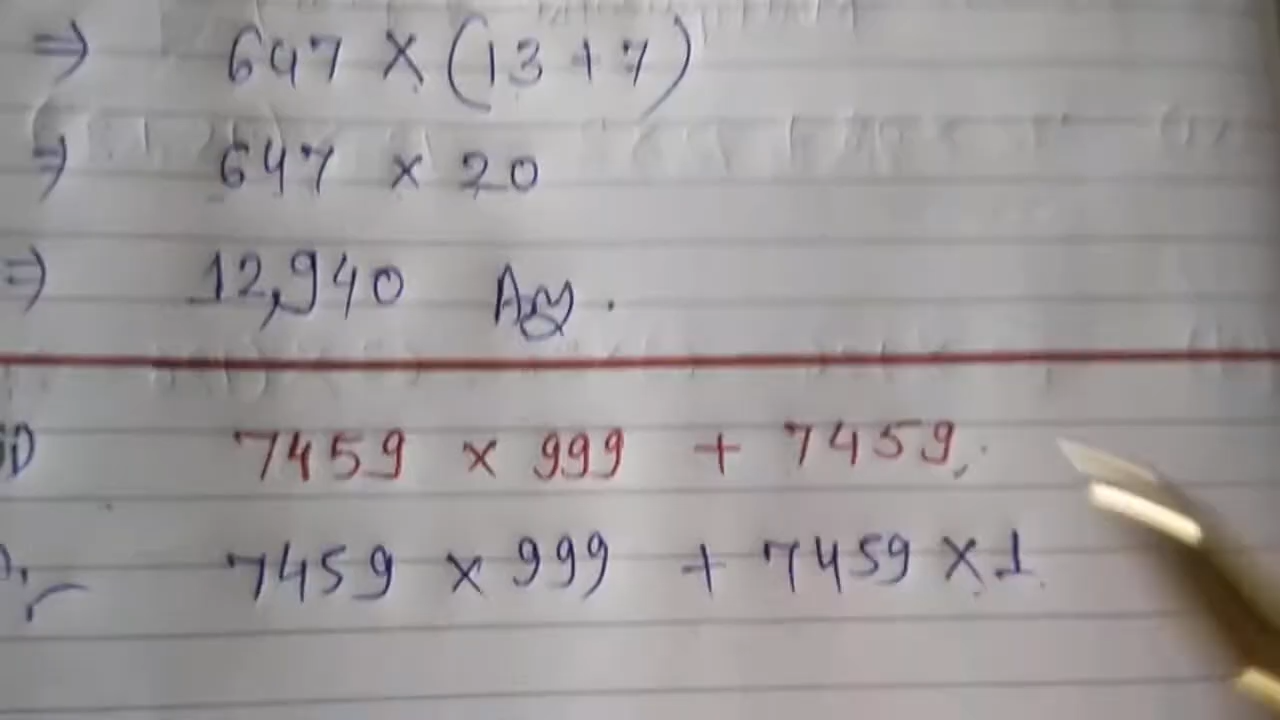 ⇒ 647 × (13 + 7)
⇒ 647 × 20
⇒ 12,940 Ans.
7459 × 999 + 7459.
7459 × 999 + 7459 × 1